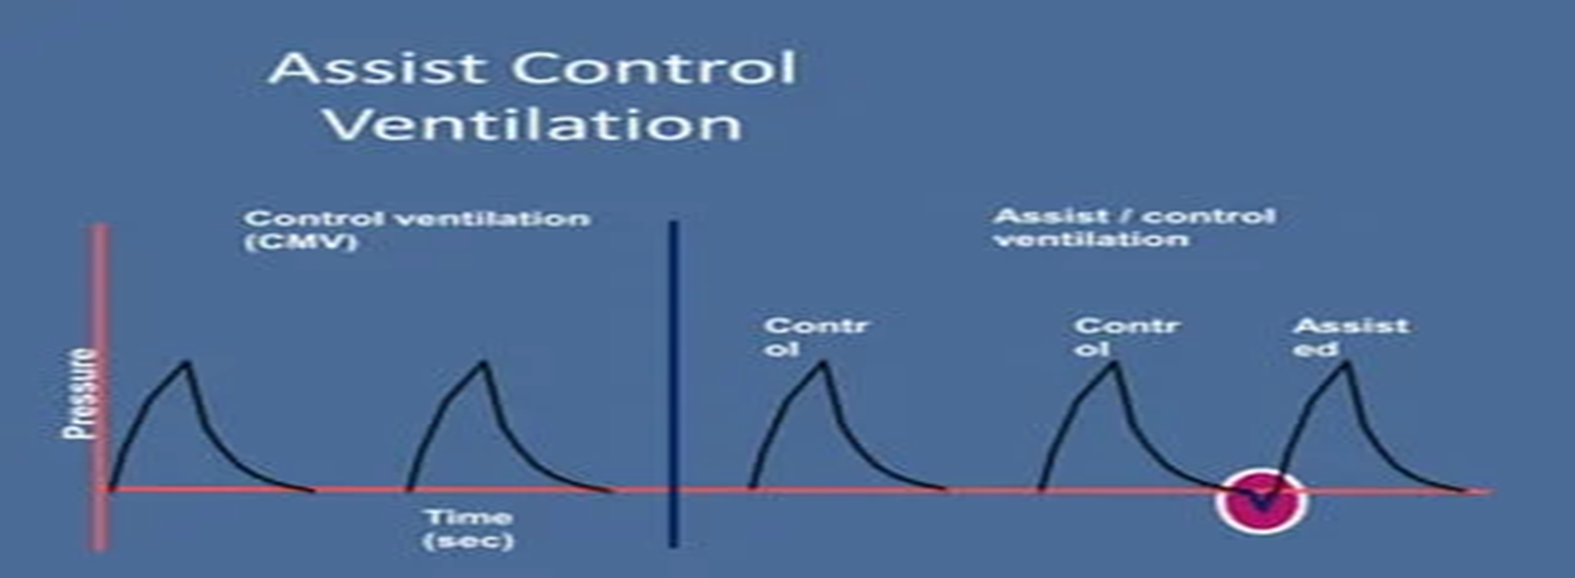 Assist Control
Ventilation
Control ventilation
(CMV)
Assist / control
ventilation
Contr
ol
Contr
ol
Assist
ed
Pressure
Time
(sec)